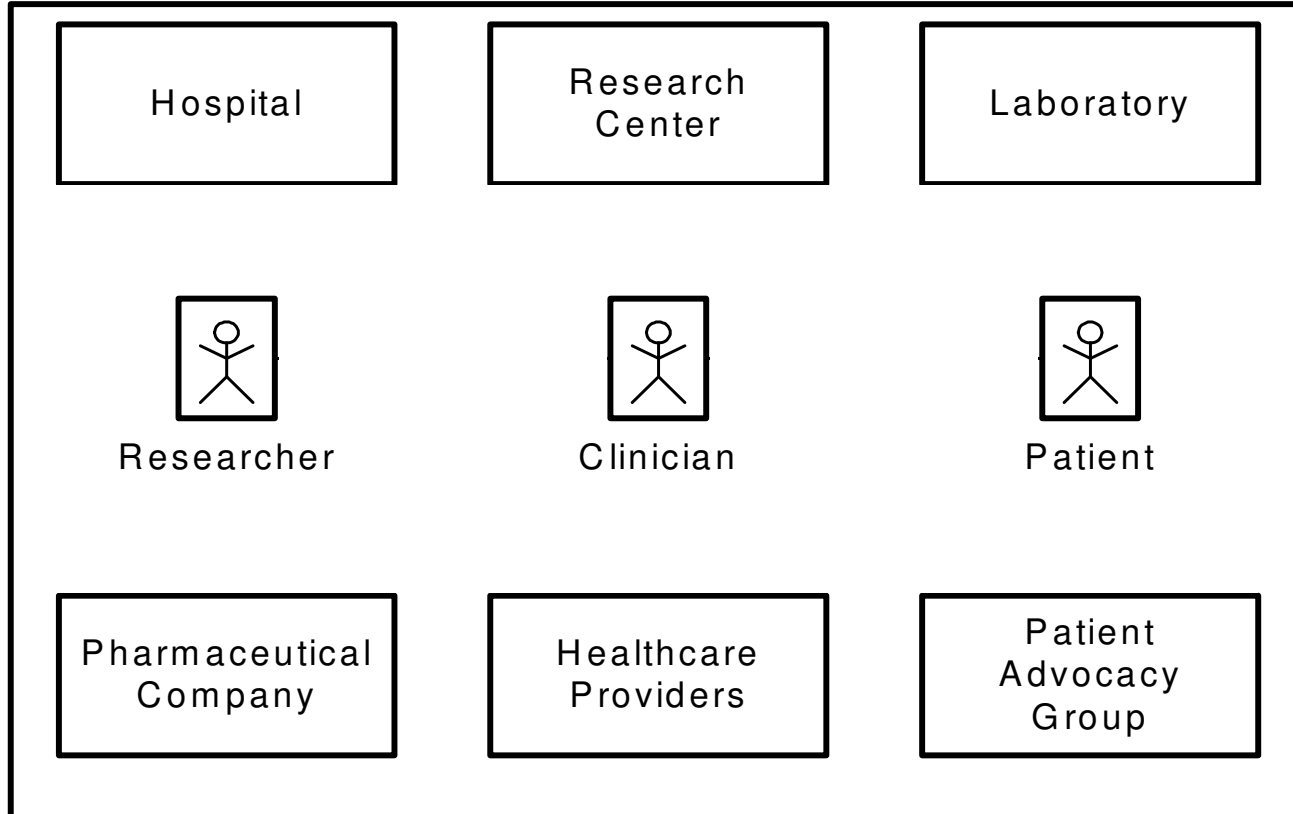 Hospital
Research
Center
Laboratory
Researcher
Clinician
Patient
Pharmaceutical
Company
Healthcare
Providers
Patient
Advocacy
Group